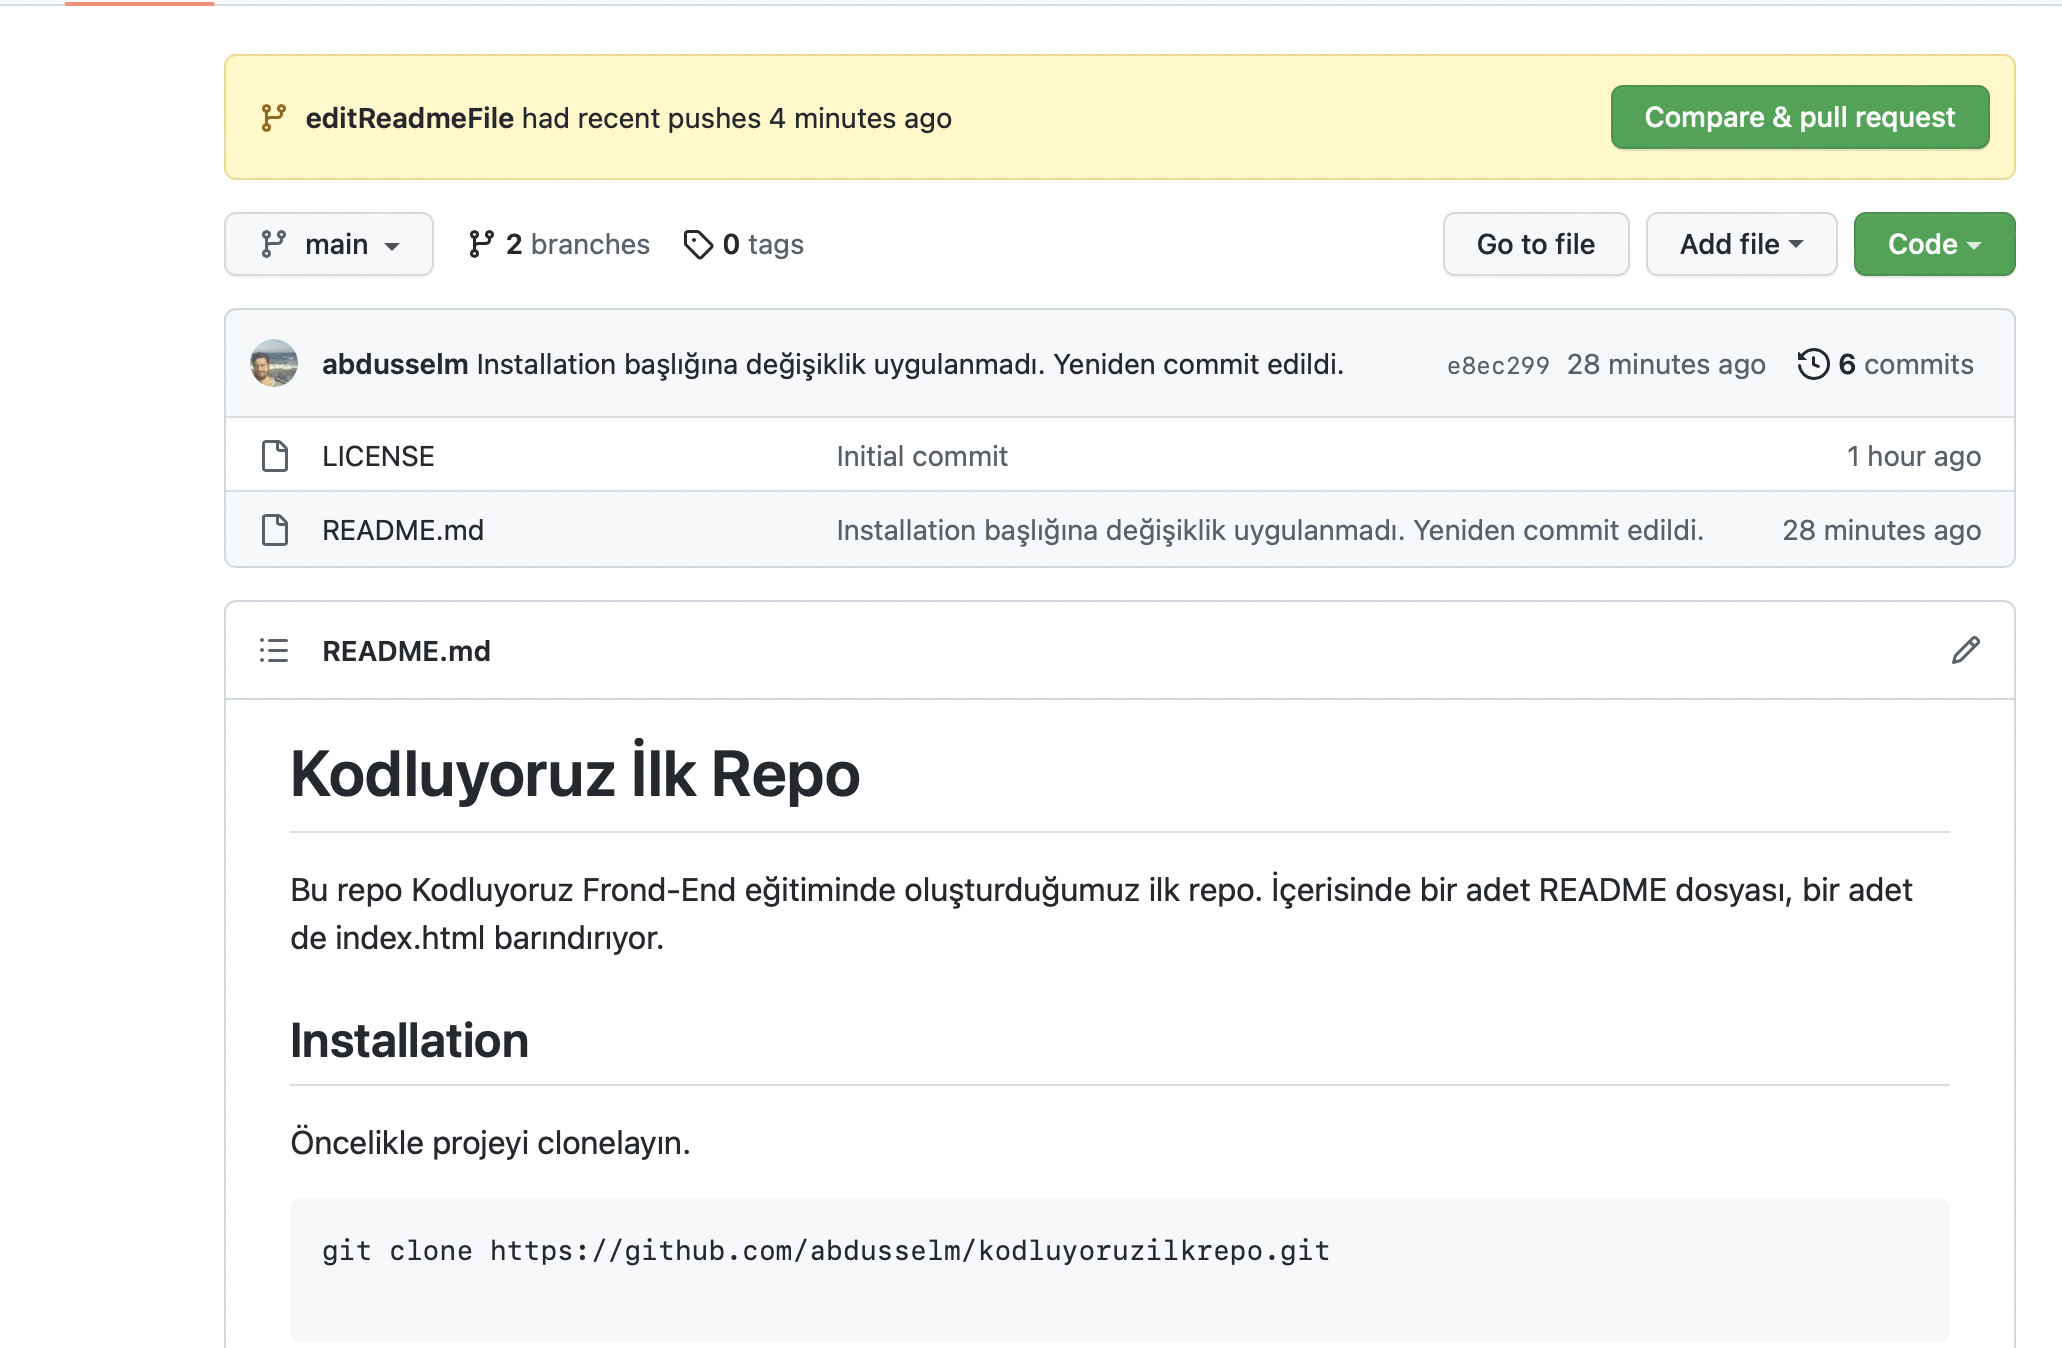 editReadmeFile had recent pushes 4 minutes ago
Compare & pull request
main
2 branches
0 tags
Go to file
Add file
Code
abdusselm Installation başlığına değişiklik uygulanmadı. Yeniden commit edildi.
e8ec299 28 minutes ago
6 commits
LICENSE
Initial commit
1 hour ago
README.md
Installation başlığına değişiklik uygulanmadı. Yeniden commit edildi.
28 minutes ago
README.md
Kodluyoruz İlk Repo
Bu repo Kodluyoruz Frond-End eğitiminde oluşturduğumuz ilk repo. İçerisinde bir adet README dosyası, bir adet
de index.html barındırıyor.
Installation
Öncelikle projeyi clonelayın.
git clone https://github.com/abdusselm/kodluyoruzilkrepo.git